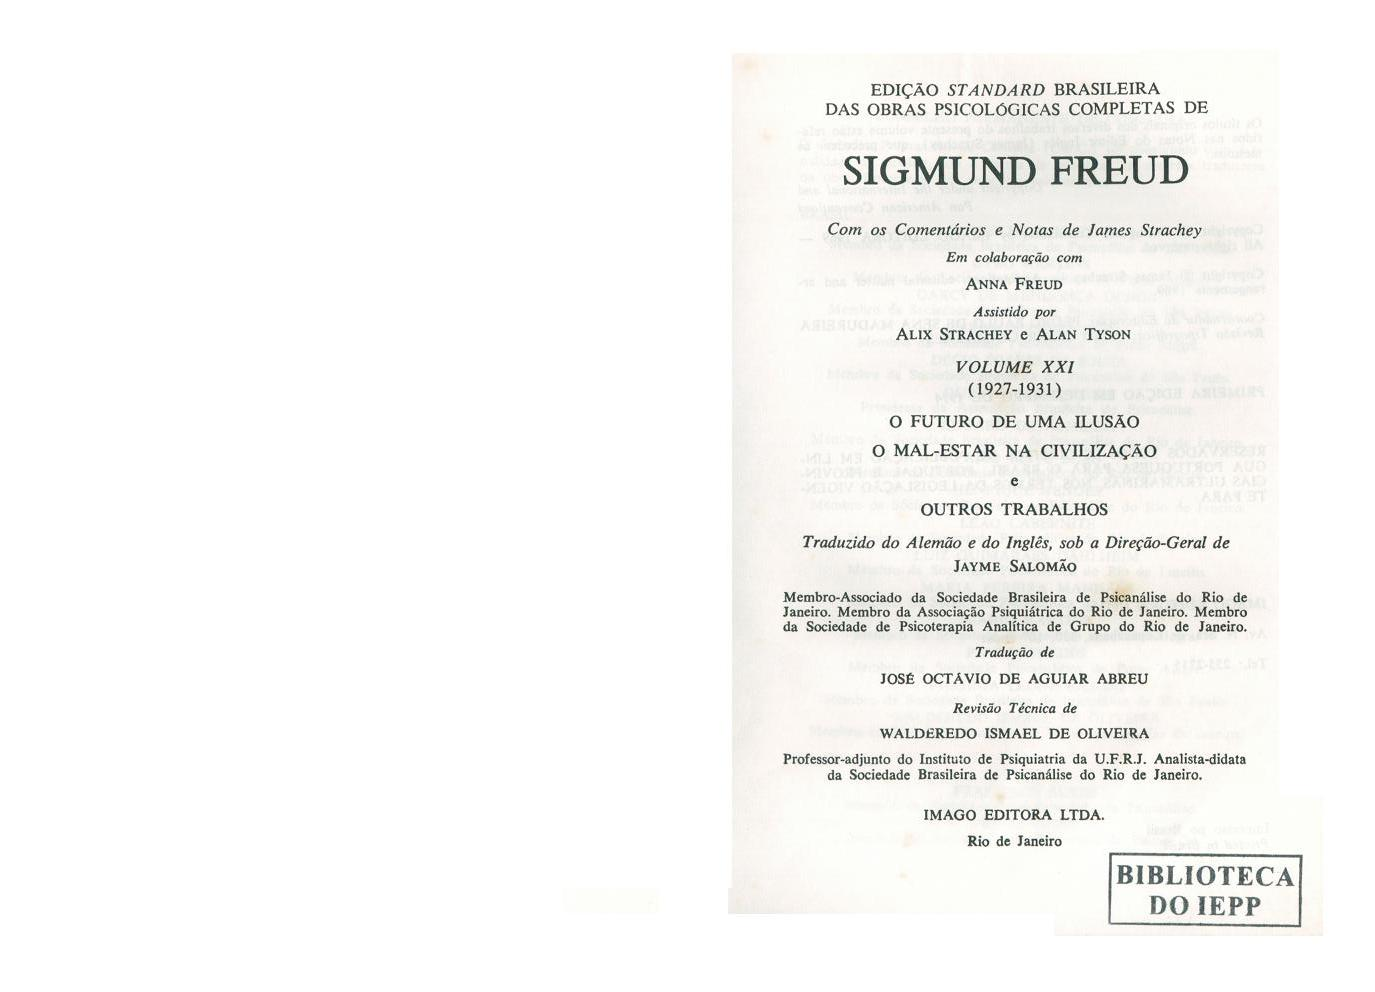 EDIÇÃO STANDARD BRASILEIRA
DAS OBRAS PSICOLÓGICAS COMPLETAS DE
SIGMUND FREUD
Com os Comentários e Notas de James Strachey
Em colaboração com
ANNA FREUD
Assistido por
ALIX STRACHEY e ALAN TYSON
VOLUME XXI
(1927-1931)
O FUTURO DE UMA ILUSÃO
O MAL-ESTAR NA CIVILIZAÇÃO
e
OUTROS TRABALHOS
Traduzido do Alemão e do Inglês, sob a Direção-Geral de
JAYME SALOMÃO
Membro-Associado da Sociedade Brasileira de Psicanálise do Rio de
Janeiro. Membro da Associação Psiquiátrica do Rio de Janeiro. Membro
da Sociedade de Psicoterapia Analítica de Grupo do Rio de Janeiro.
Tradução de
JOSÉ OCTÁVIO DE AGUIAR ABREU
Revisão Técnica de
WALDEREDO ISMAEL DE OLIVEIRA
Professor-adjunto do Instituto de Psiquiatria da U.F.R.J. Analista-didata
da Sociedade Brasileira de Psicanálise do Rio de Janeiro.
IMAGO EDITORA LTDA.
Rio de Janeiro
BIBLIOTECA
DO IEPP